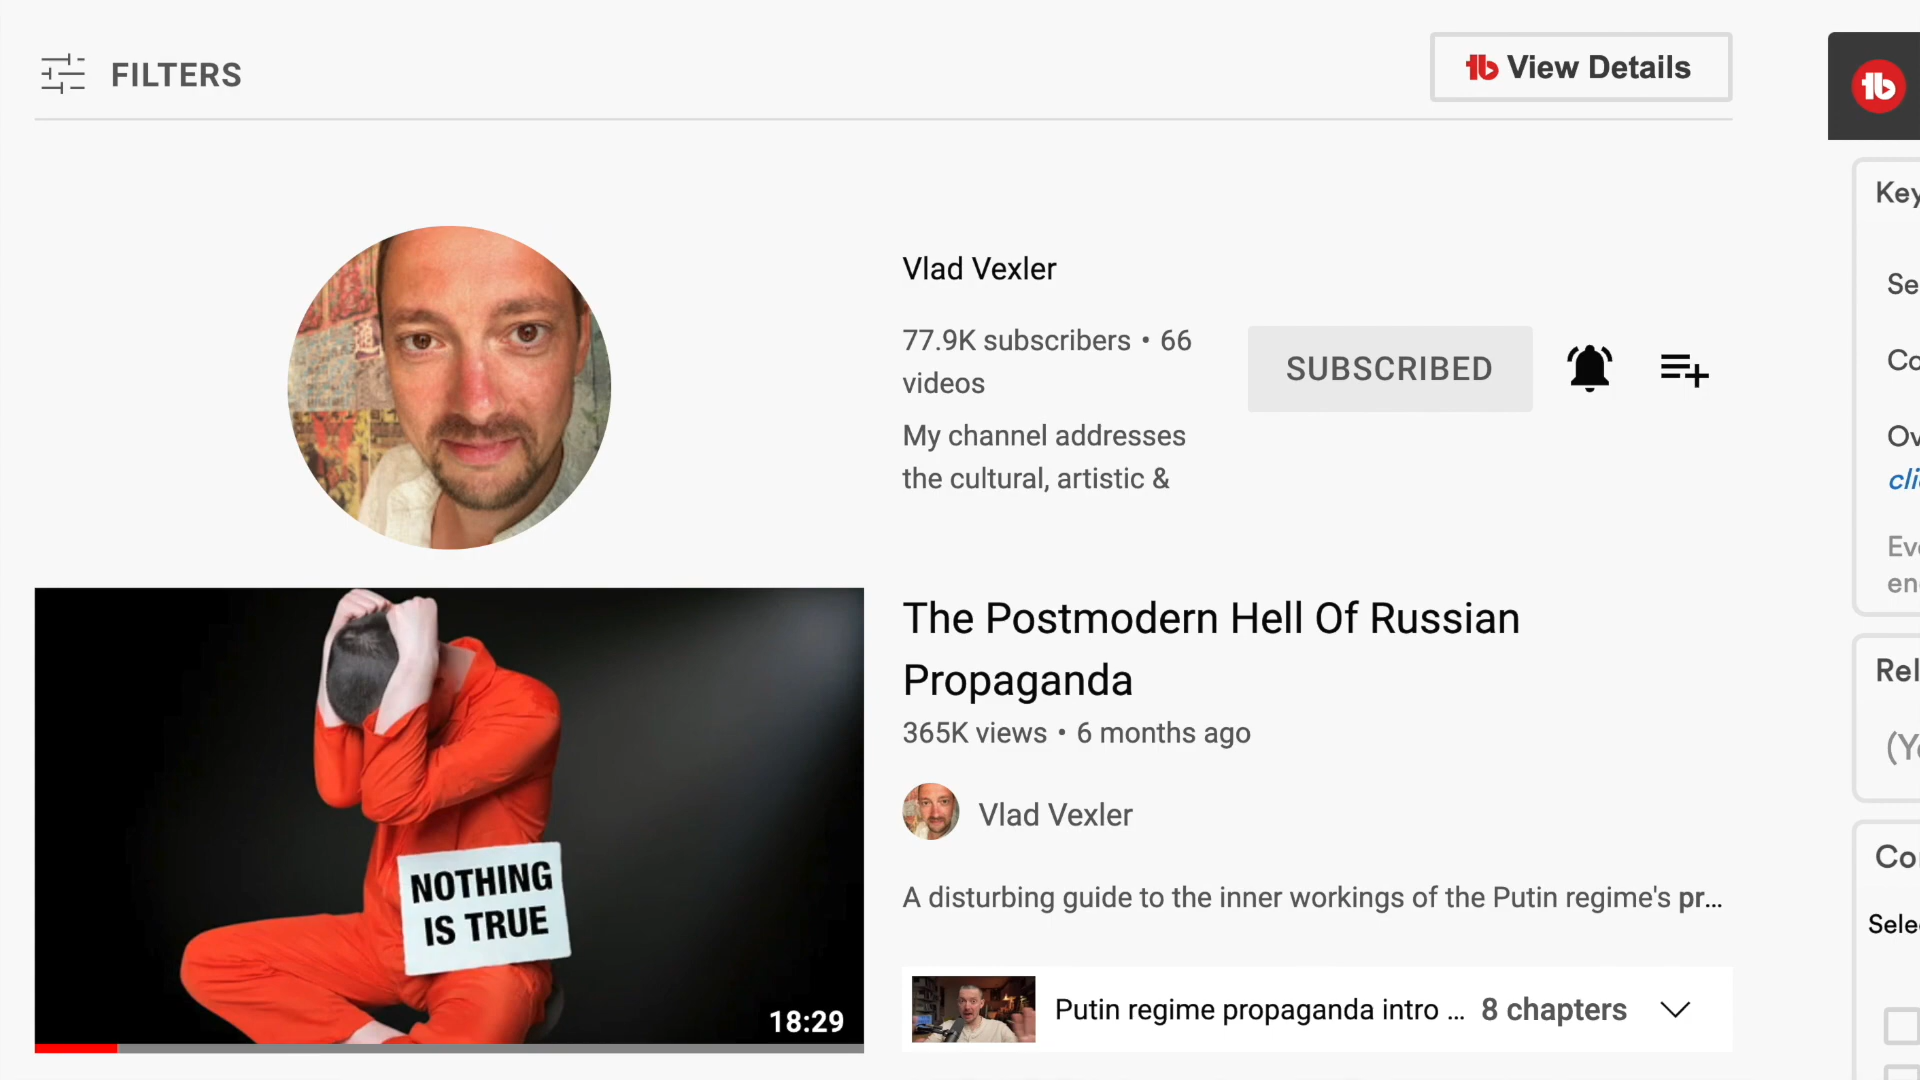 FILTERS
View Details
Vlad Vexler
77.9K subscribers • 66
videos
My channel addresses
the cultural, artistic &
SUBSCRIBED
The Postmodern Hell Of Russian
Propaganda
365K views • 6 months ago
Vlad Vexler
A disturbing guide to the inner workings of the Putin regime's pr...
Putin regime propaganda intro ... 8 chapters
NOTHING
IS TRUE
18:29
tb
Key
Se
Co
Ov
cli
Eve
en
Rel
(Yo
Co
Sele